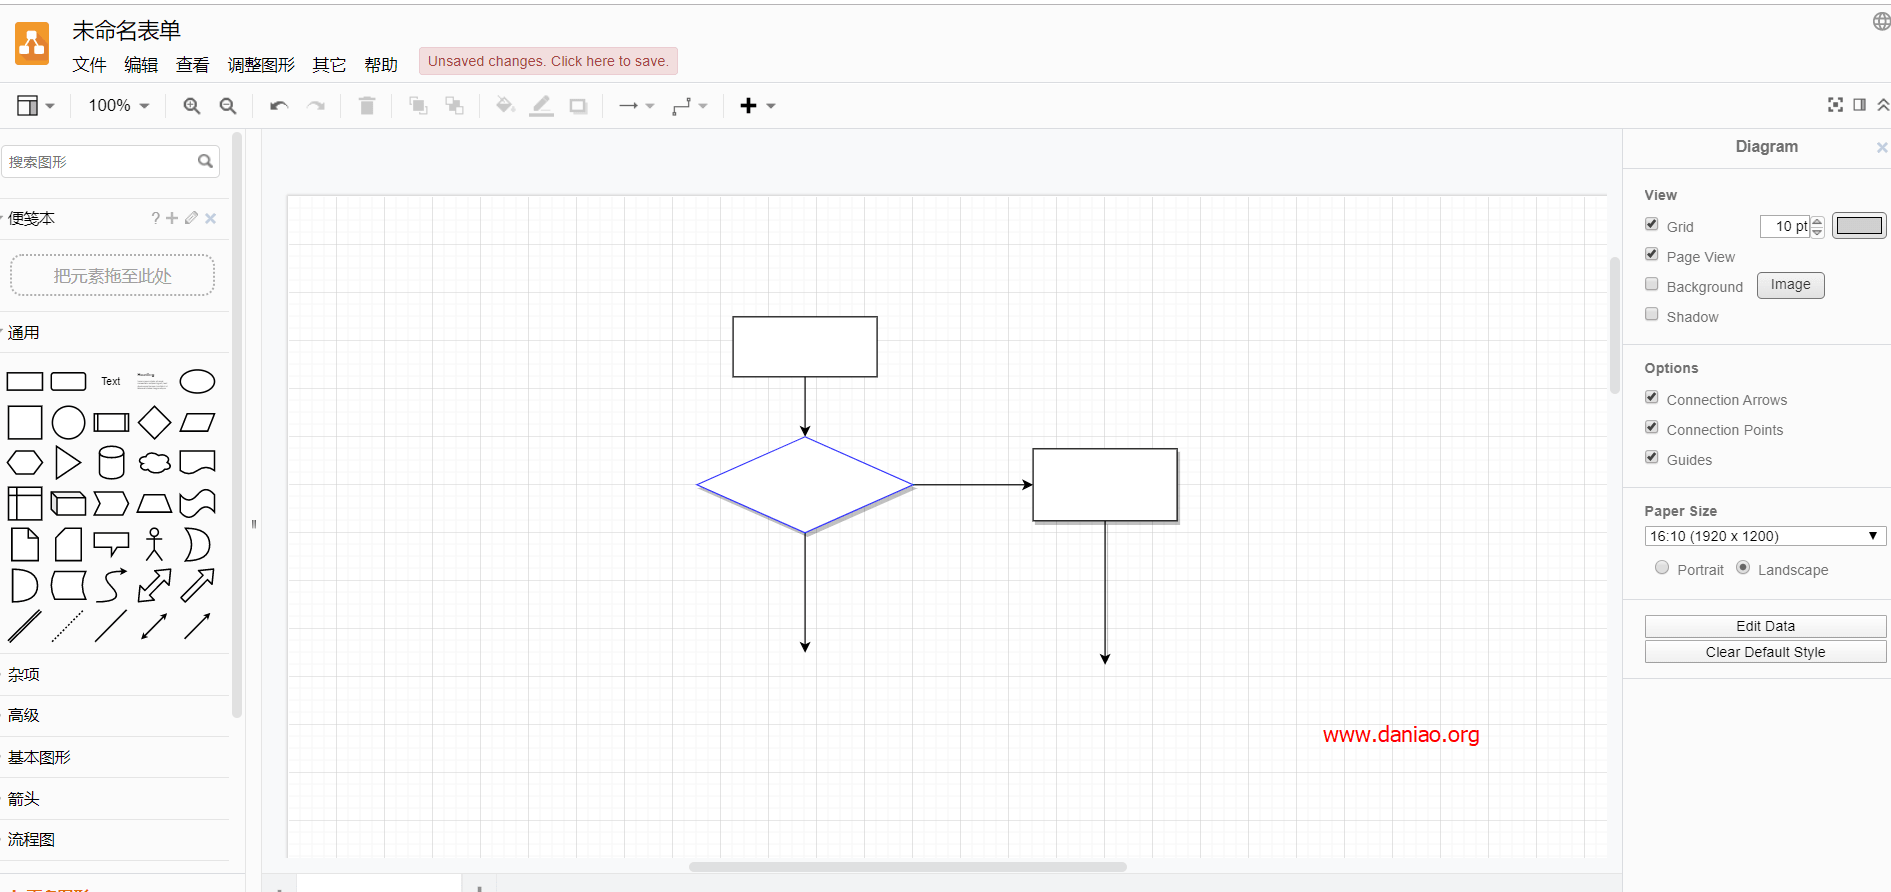 未命名表单
文件 编辑 查看 调整图形 其它 帮助
Unsaved changes. Click here to save.
100%
搜索图形
便笺本
?
把元素拖至此处
通用
Text
Heading
杂项
高级
基本图形
箭头
流程图
www.daniao.org
Diagram
View
Grid 10 pt
Page View
Background Image
Shadow
Options
Connection Arrows
Connection Points
Guides
Paper Size
16:10 (1920 x 1200)
Portrait Landscape
Edit Data
Clear Default Style